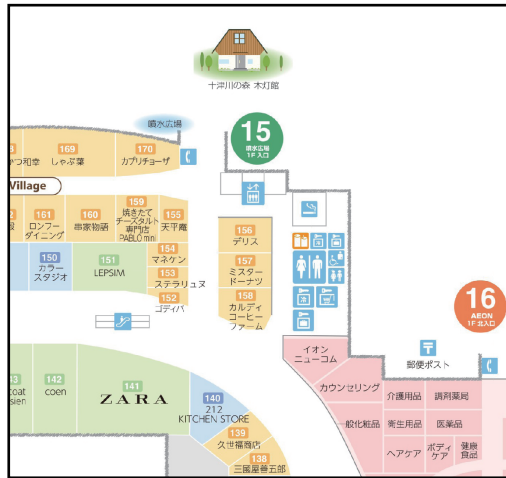 十津川の森 木灯館
噴水広場
15
噴水広場
1F 入口
169
しゃぶ葉
170
カプリチョーザ
かつ和幸
Village
161
ロンフー
ダイニング
160
串家物語
159
焼きたて
チーズタルト
専門店
PABLO mini
155
天平庵
156
デリス
150
カラー
スタジオ
151
LEPSIM
154
マネケン
153
ステラリュヌ
152
ゴディバ
157
ミスター
ドーナツ
158
カルディ
コーヒー
ファーム
16
AEON
1F 北入口
郵便ポスト
イオン
ニューコム
カウンセリング
介護用品
調剤薬局
一般化粧品
衛生用品
医薬品
ヘアケア
ボディ
ケア
健康
食品
142
coen
141
ZARA
140
212
KITCHEN STORE
139
久世福商店
138
三國屋善五郎